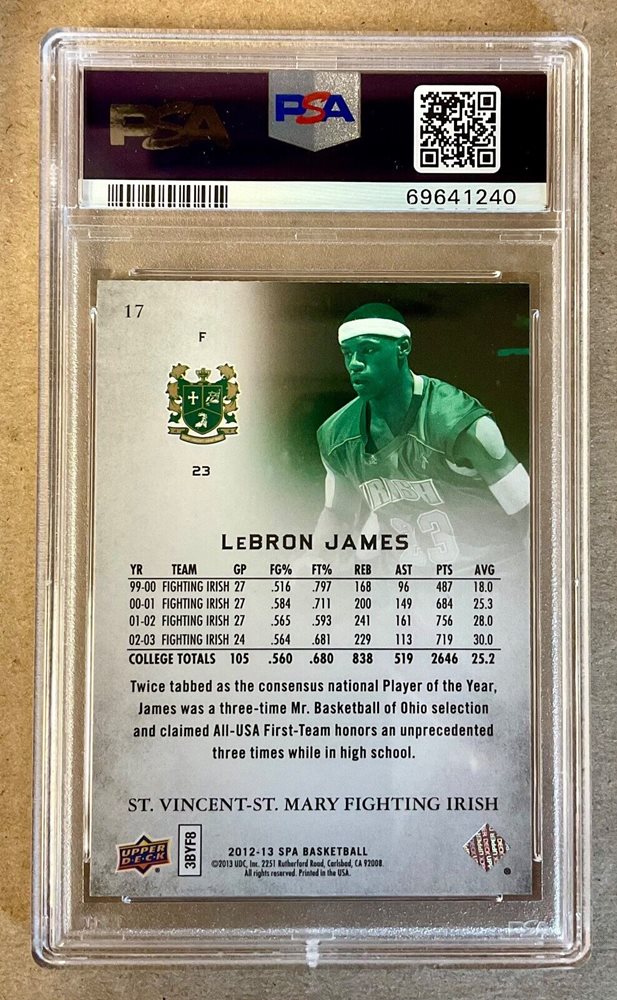 PSA
PSA
69641240
17
F
23
IRISH
23
LEBRON JAMES
YR TEAM GP FG% FT% REB AST PTS AVG
99-00 FIGHTING IRISH 27 .516 .797 168 96 487 18.0
00-01 FIGHTING IRISH 27 .584 .711 200 149 684 25.3
01-02 FIGHTING IRISH 27 .565 .593 241 161 756 28.0
02-03 FIGHTING IRISH 24 .564 .681 229 113 719 30.0
COLLEGE TOTALS 105 .560 .680 838 519 2646 25.2
Twice tabbed as the consensus national Player of the Year,
James was a three-time Mr. Basketball of Ohio selection
and claimed All-USA First-Team honors an unprecedented
three times while in high school.
ST. VINCENT-ST. MARY FIGHTING IRISH
UPPER DECK
3BYF8
2012-13 SPA BASKETBALL
©2013 UDC, Inc. 2251 Rutherford Road, Carlsbad, CA 92008.
All rights reserved. Printed in the USA.